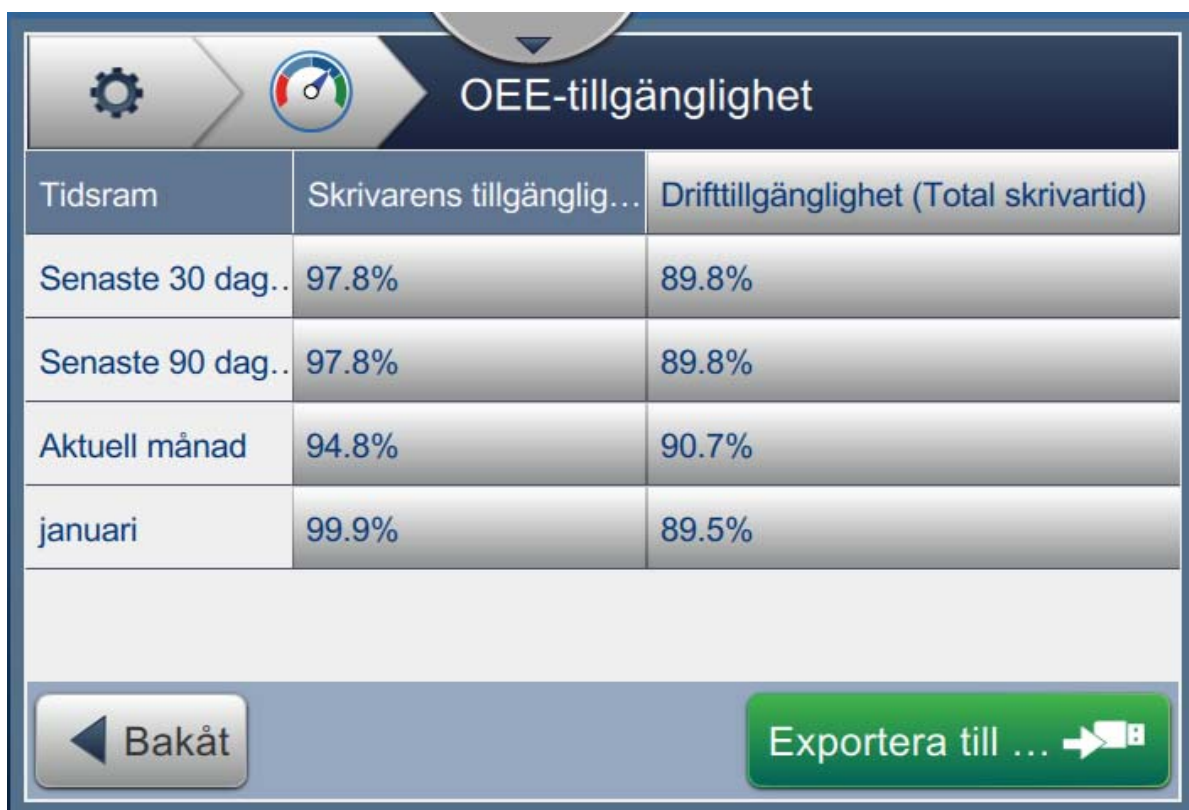 OEE-tillgänglighet
Tidsram Skrivarens tillgänglig... Drifttillgänglighet (Total skrivartid)
Senaste 30 dag.. 97.8% 89.8%
Senaste 90 dag.. 97.8% 89.8%
Aktuell månad 94.8% 90.7%
januari 99.9% 89.5%
Bakåt Exportera till ...